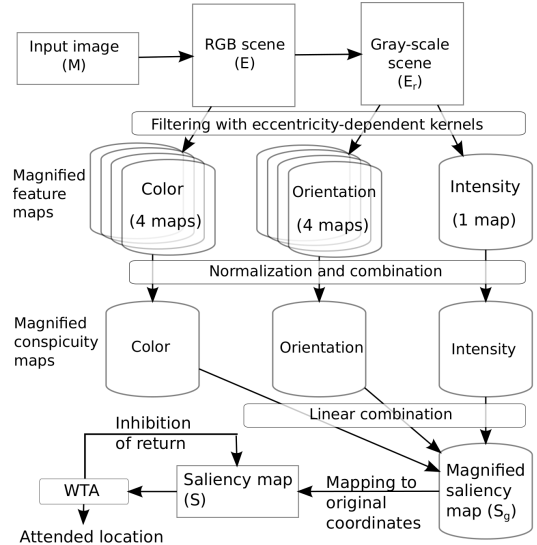 Input image
(M)
RGB scene
(E)
Gray-scale
scene
(Er)
Filtering with eccentricity-dependent kernels
Magnified
feature
maps
Color
(4 maps)
Orientation
(4 maps)
Intensity
(1 map)
Normalization and combination
Magnified
conspicuity
maps
Color
Orientation
Intensity
Linear combination
Inhibition
of return
WTA
Attended location
Saliency map
(S)
Mapping to
original
coordinates
Magnified
saliency
map (Sg)